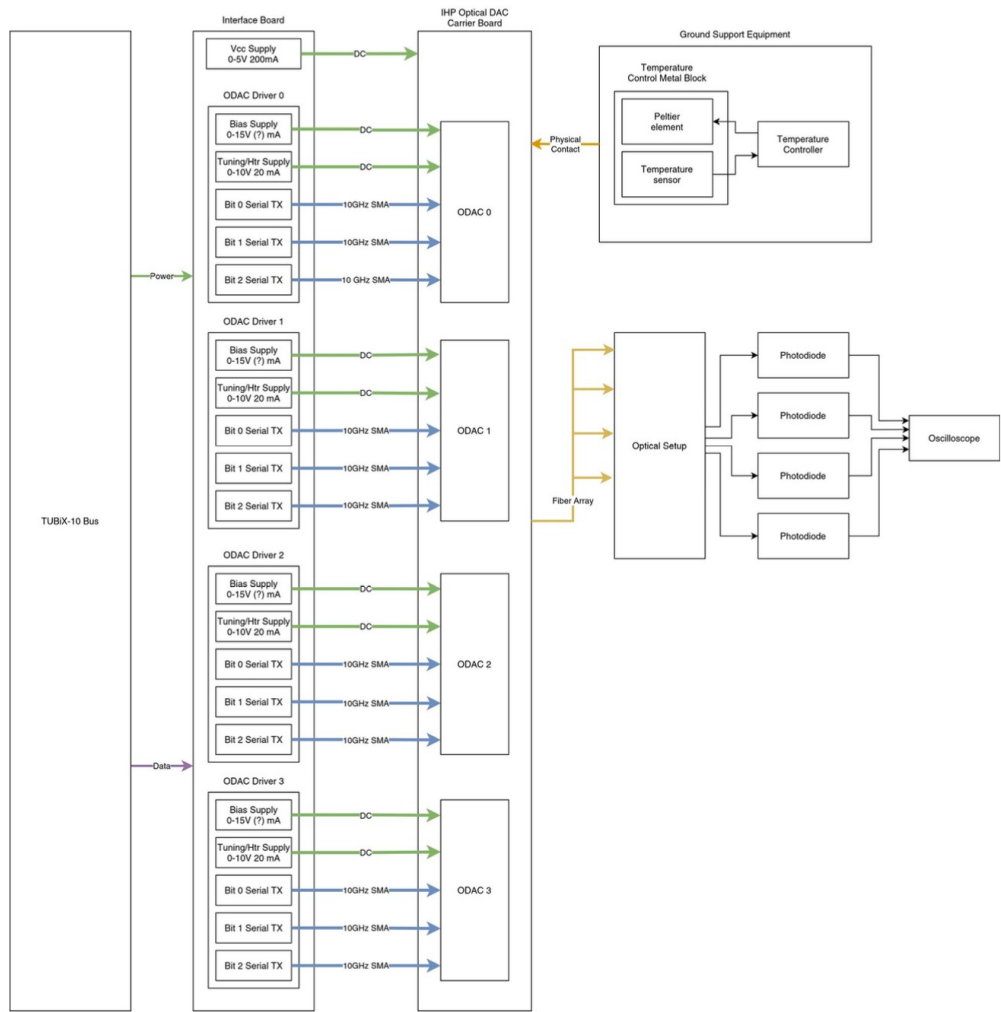 Interface Board
IHP Optical DAC
Carrier Board
Ground Support Equipment
Vcc Supply
0-5V 200mA
DC
Temperature
Control Metal Block
Peltier
element
Temperature
sensor
Temperature
Controller
Physical
Contact
ODAC Driver 0
Bias Supply
0-15V (?) mA
DC
Tuning/Htr Supply
0-10V 20 mA
DC
Bit 0 Serial TX
10GHz SMA
Bit 1 Serial TX
10GHz SMA
Bit 2 Serial TX
10 GHz SMA
ODAC 0
Power
ODAC Driver 1
Bias Supply
0-15V (?) mA
DC
Tuning/Htr Supply
0-10V 20 mA
DC
Bit 0 Serial TX
10GHz SMA
Bit 1 Serial TX
10GHz SMA
Bit 2 Serial TX
10GHz SMA
ODAC 1
Fiber Array
Optical Setup
Photodiode
Photodiode
Photodiode
Photodiode
Oscilloscope
TUBiX-10 Bus
ODAC Driver 2
Bias Supply
0-15V (?) mA
DC
Tuning/Htr Supply
0-10V 20 mA
DC
Bit 0 Serial TX
10GHz SMA
Bit 1 Serial TX
10GHz SMA
Bit 2 Serial TX
10GHz SMA
ODAC 2
Data
ODAC Driver 3
Bias Supply
0-15V (?) mA
DC
Tuning/Htr Supply
0-10V 20 mA
DC
Bit 0 Serial TX
10GHz SMA
Bit 1 Serial TX
10GHz SMA
Bit 2 Serial TX
10GHz SMA
ODAC 3